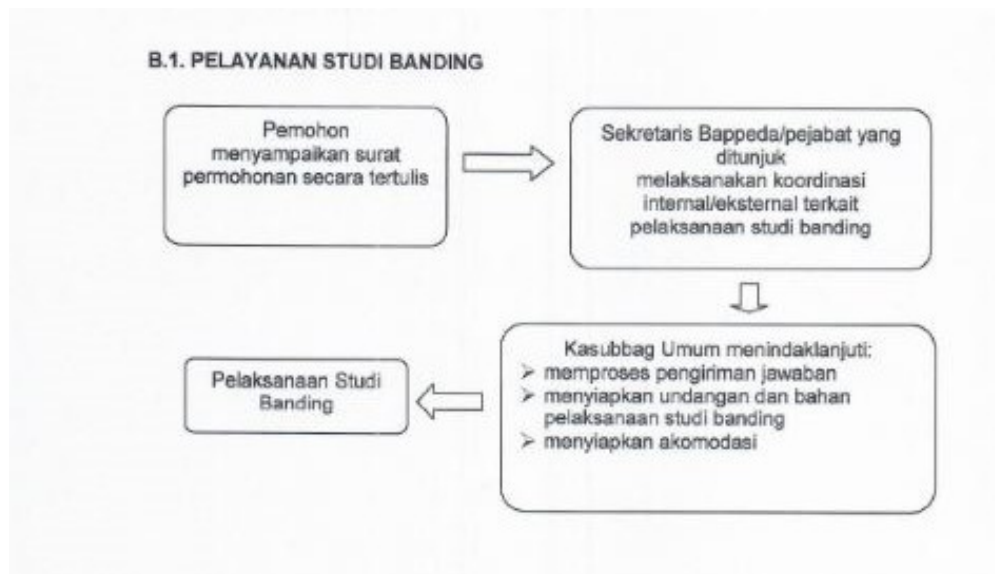 B.1. PELAYANAN STUDI BANDING
Pemohon
menyampaikan surat
permohonan secara tertulis
Sekretaris Bappeda/pejabat yang
ditunjuk
melaksanakan koordinasi
internal/eksternal terkait
pelaksanaan studi banding
Kasubbag Umum menindaklanjuti:
➢ memproses pengiriman jawaban
➢ menyiapkan undangan dan bahan
pelaksanaan studi banding
➢ menyiapkan akomodasi
Pelaksanaan Studi
Banding